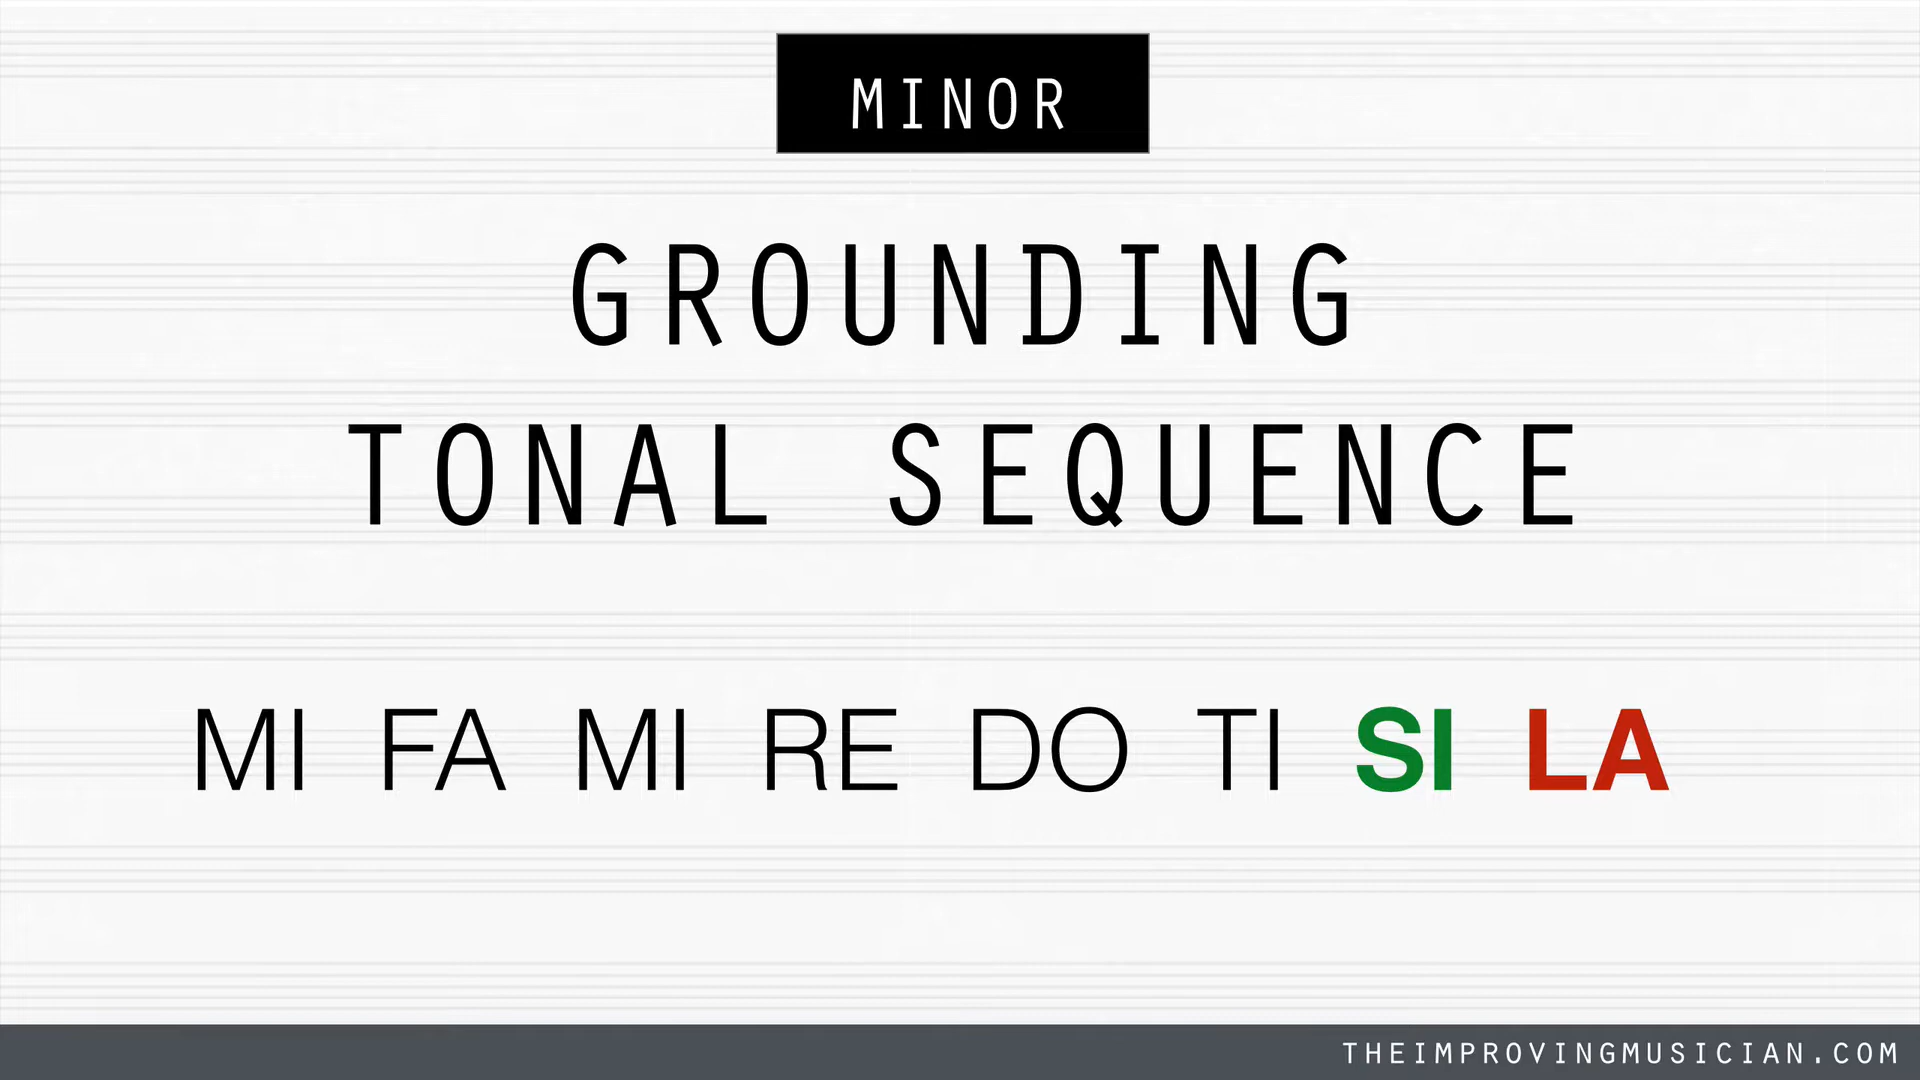 MINOR
GROUNDING
TONAL SEQUENCE
MI FA MI RE DO TI SI LA
THEIMPROVINGMUSICIAN.COM